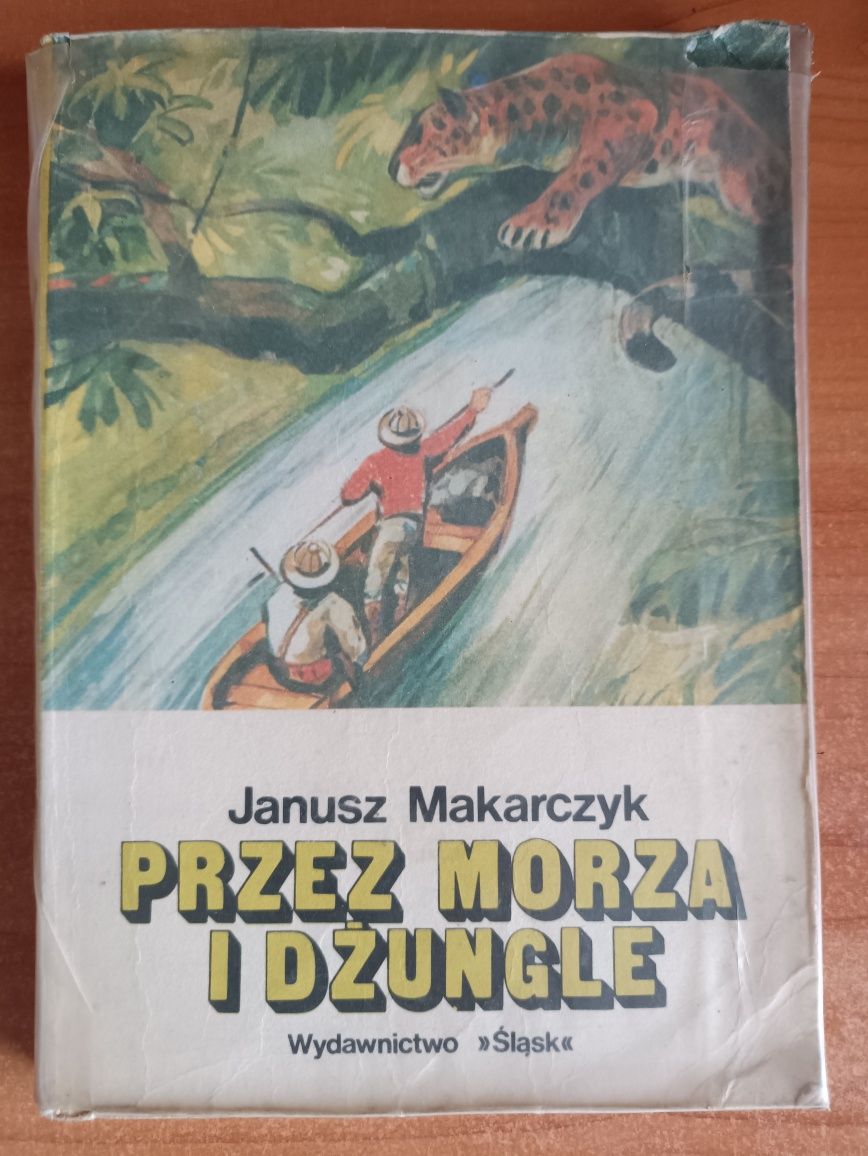 Janusz Makarczyk
PRZEZ MORZA
I DŻUNGLE
Wydawnictwo »Śląsk«